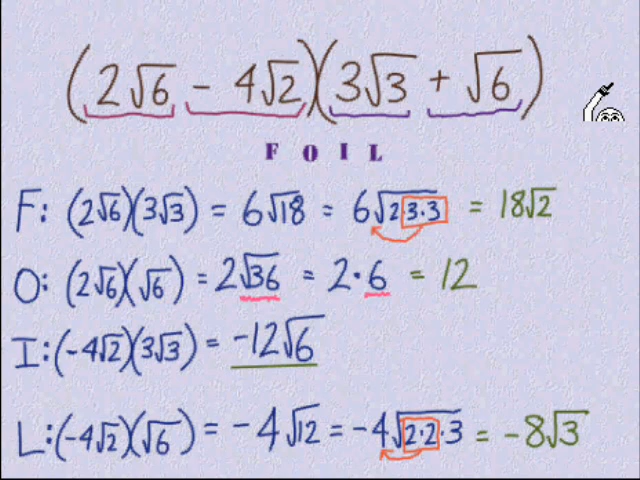 (2√6 - 4√2)(3√3 + √6)
F O I L
F: (2√6)(3√3) = 6√18 = 6√2·3·3 = 18√2
O: (2√6)(√6) = 2√36 = 2·6 = 12
I: (-4√2)(3√3) = -12√6
L: (-4√2)(√6) = -4√12 = -4√2·2·3 = -8√3